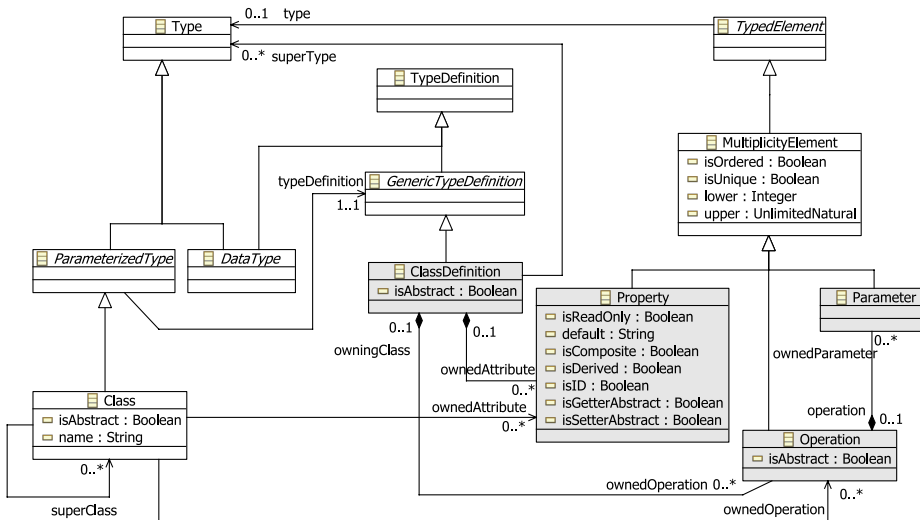 0..1 type
Type
TypedElement
0..* superType
TypeDefinition
MultiplicityElement
isOrdered : Boolean
isUnique : Boolean
lower : Integer
upper : UnlimitedNatural
typeDefinition
1..1
GenericTypeDefinition
ParameterizedType
DataType
ClassDefinition
isAbstract : Boolean
Property
isReadOnly : Boolean
default : String
isComposite : Boolean
isDerived : Boolean
isID : Boolean
isGetterAbstract : Boolean
isSetterAbstract : Boolean
Parameter
0..1
0..1
owningClass
ownedAttribute
0..*
0..*
ownedParameter
Class
isAbstract : Boolean
name : String
ownedAttribute
0..*
operation
0..1
Operation
isAbstract : Boolean
0..*
superClass
ownedOperation 0..*
0..*
ownedOperation